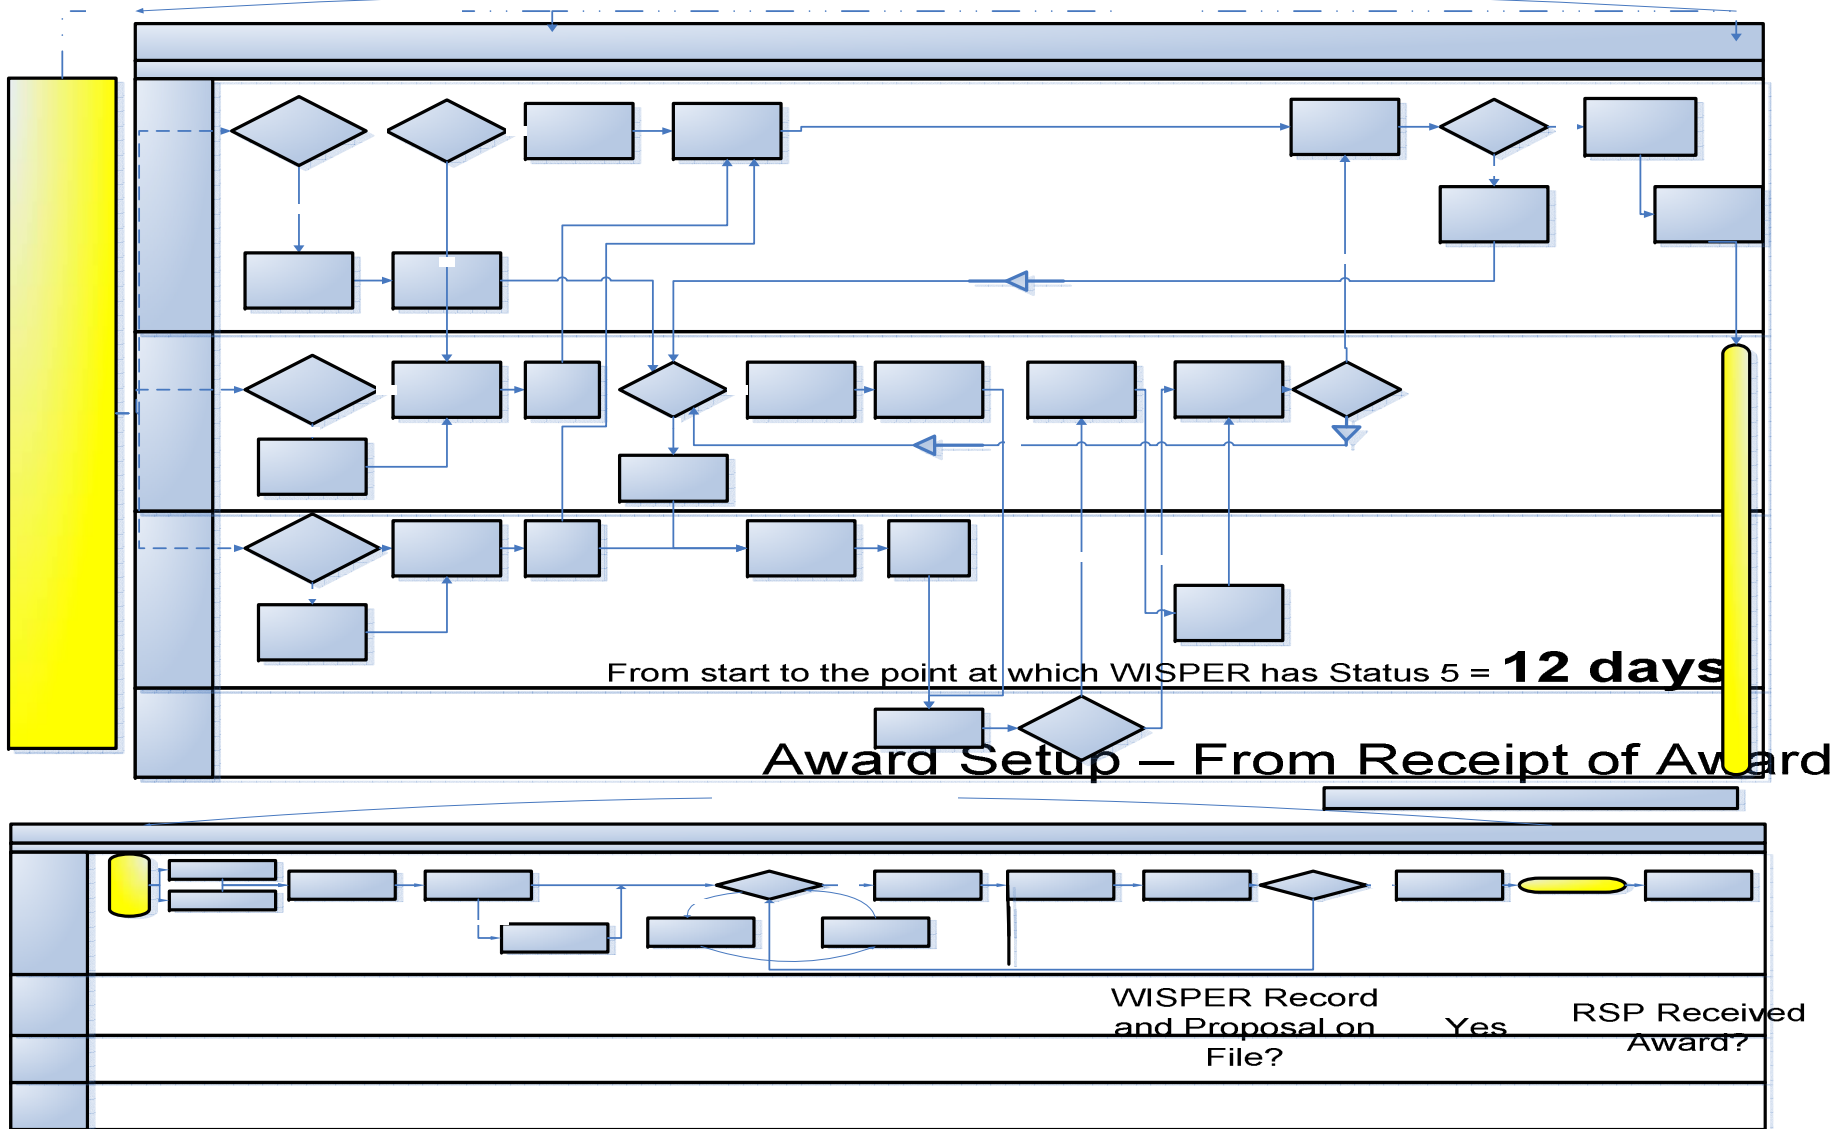 From start to the point at which WISPER has Status 5 = 12 days
Award Setup – From Receipt of Award
WISPER Record
and Proposal on
File?
Yes
RSP Received
Award?